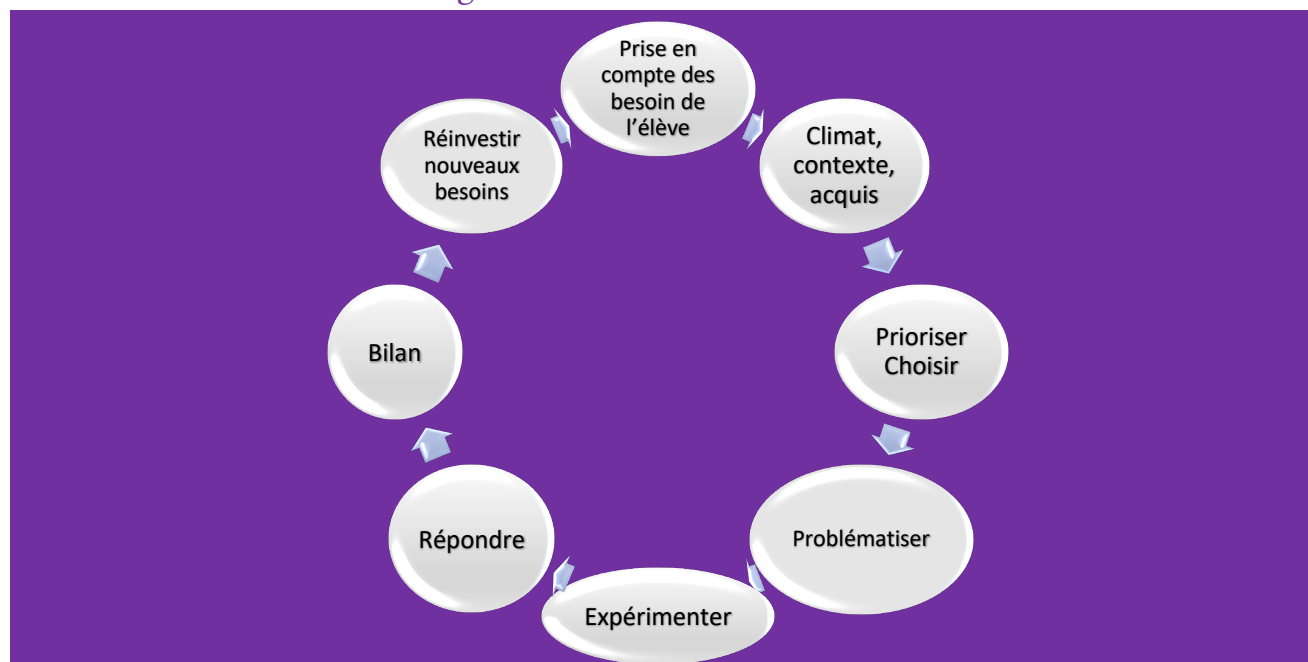 Prise en
compte des
besoin de
l'élève
Climat,
contexte,
acquis
Prioriser
Choisir
Problématiser
Expérimenter
Répondre
Bilan
Réinvestir
nouveaux
besoins